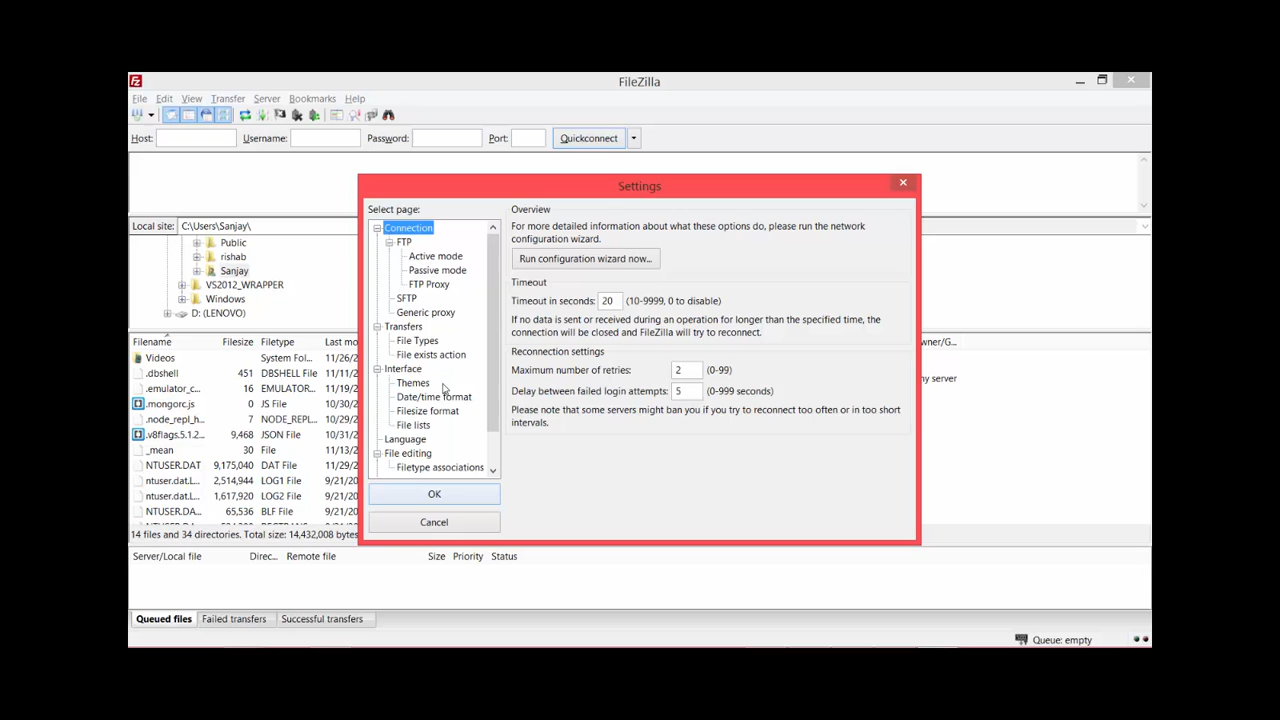 FileZilla
File Edit View Transfer Server Bookmarks Help
Host: Username: Password: Port: Quickconnect
Settings
Select page:
Connection
FTP
Active mode
Passive mode
FTP Proxy
SFTP
Generic proxy
Transfers
File Types
File exists action
Interface
Themes
Date/time format
Filesize format
File lists
Language
File editing
Filetype associations
OK
Cancel
Overview
For more detailed information about what these options do, please run the network
configuration wizard.
Run configuration wizard now...
Timeout
Timeout in seconds: 20 (10-9999, 0 to disable)
If no data is sent or received during an operation for longer than the specified time, the
connection will be closed and FileZilla will try to reconnect.
Reconnection settings
Maximum number of retries: 2 (0-99)
Delay between failed login attempts: 5 (0-999 seconds)
Please note that some servers might ban you if you try to reconnect too often or in too short
intervals.
Local site: C:\Users\Sanjay\
Public
rishab
Sanjay
VS2012_WRAPPER
Windows
D: (LENOVO)
Filename Filesize Filetype Last mo
Videos System Fol... 11/26/2
.dbshell 451 DBSHELL File 11/21/2
.emulator_c... 16 EMULATOR... 11/19/2
.mongorc.js 0 JS File 10/30/2
.node_repl_h... 7 NODE_REPL... 10/29/2
.v8flags.5.1.2... 9,468 JSON File 10/31/2
_mean 30 File 11/13/2
NTUSER.DAT 9,175,040 DAT File 11/29/2
ntuser.dat.L... 2,514,944 LOG1 File 9/21/20
ntuser.dat.L... 1,617,920 LOG2 File 9/21/20
NTUSER.DA... 65,536 BLF File 9/21/20
14 files and 34 directories. Total size: 14,432,008 bytes
wner/G...
ny server
Server/Local file Direc... Remote file Size Priority Status
Queued files Failed transfers Successful transfers
Queue: empty